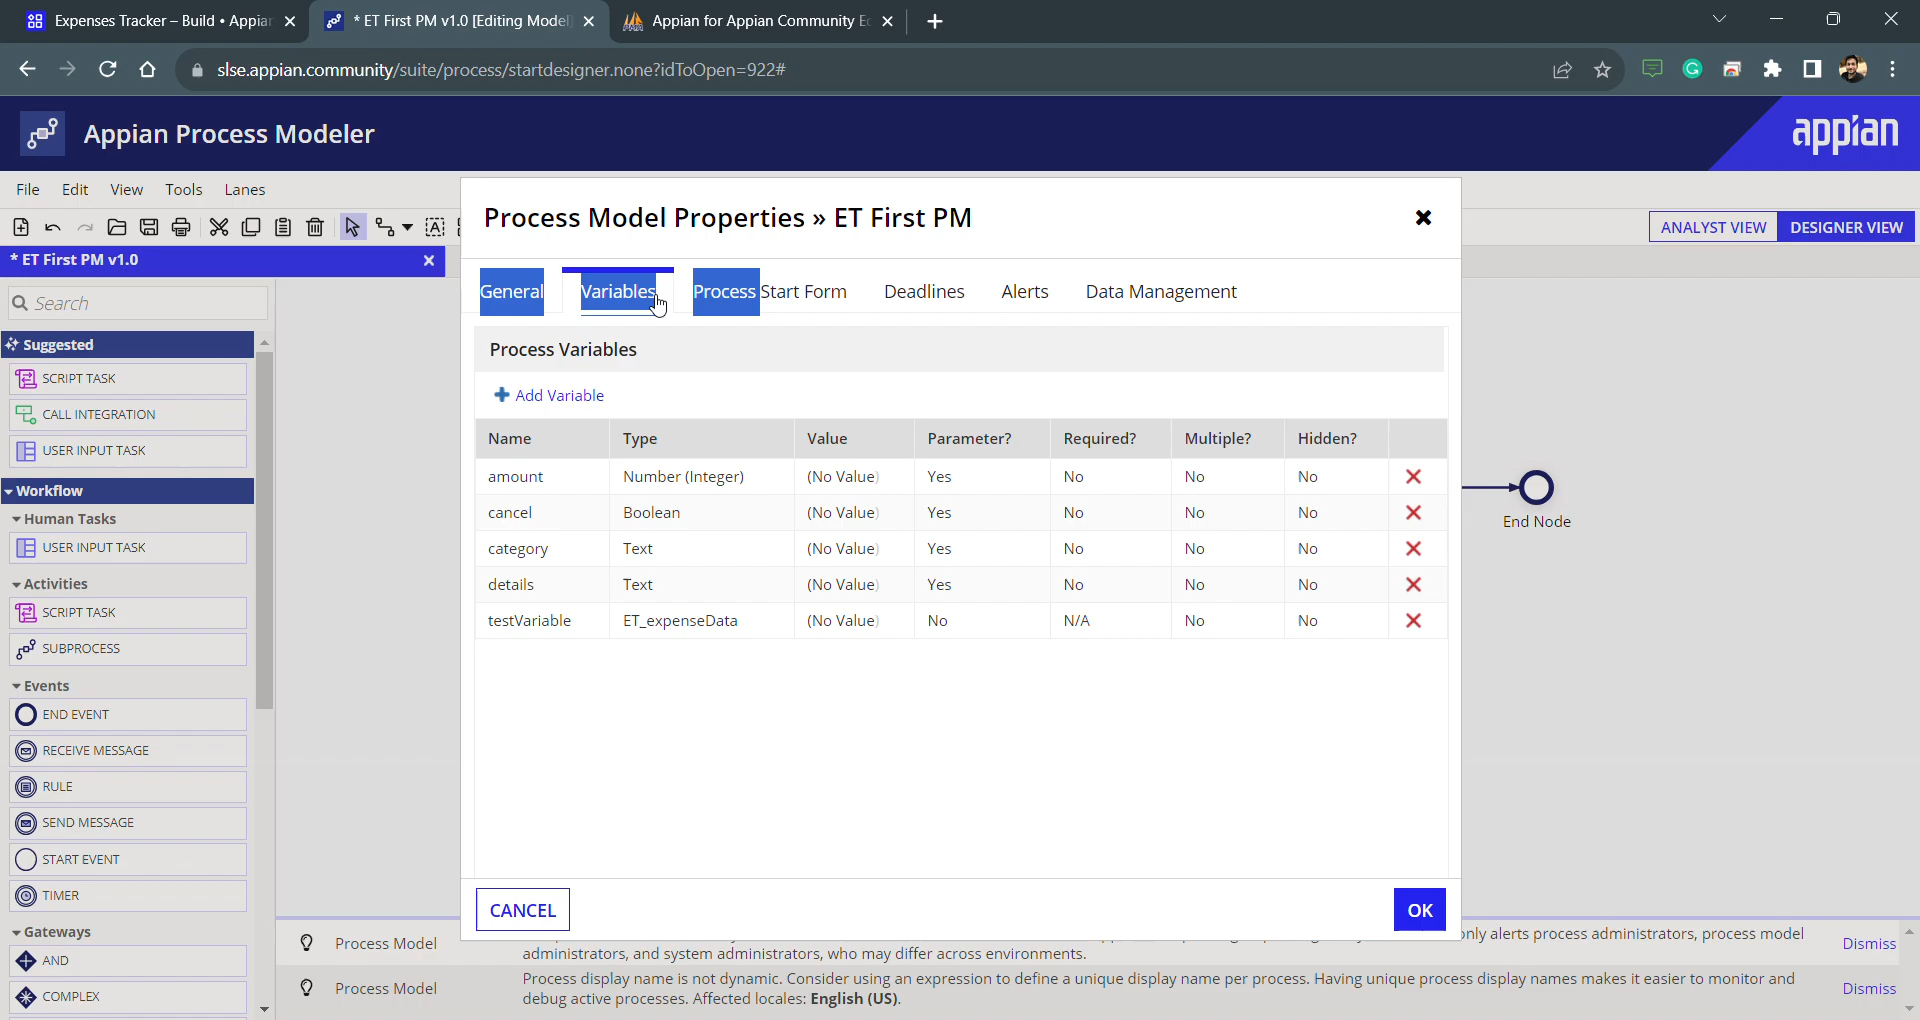 Expenses Tracker – Build • Appian
* ET First PM v1.0 [Editing Model]
Appian for Appian Community Ed
slse.appian.community/suite/process/startdesigner.none?idToOpen=922#
Appian Process Modeler
appian
File Edit View Tools Lanes
ANALYST VIEW DESIGNER VIEW
* ET First PM v1.0
Search
Suggested
SCRIPT TASK
CALL INTEGRATION
USER INPUT TASK
Workflow
Human Tasks
USER INPUT TASK
Activities
SCRIPT TASK
SUBPROCESS
Events
END EVENT
RECEIVE MESSAGE
RULE
SEND MESSAGE
START EVENT
TIMER
Gateways
AND
COMPLEX
Process Model Properties » ET First PM
General Variables Process Start Form Deadlines Alerts Data Management
Process Variables
Add Variable
Name Type Value Parameter? Required? Multiple? Hidden?
amount Number (Integer) (No Value) Yes No No No
cancel Boolean (No Value) Yes No No No
category Text (No Value) Yes No No No
details Text (No Value) Yes No No No
testVariable ET_expenseData (No Value) No N/A No No
CANCEL OK
End Node
Process Model
only alerts process administrators, process model
administrators, and system administrators, who may differ across environments.
Dismiss
Process Model
Process display name is not dynamic. Consider using an expression to define a unique display name per process. Having unique process display names makes it easier to monitor and
debug active processes. Affected locales: English (US).
Dismiss